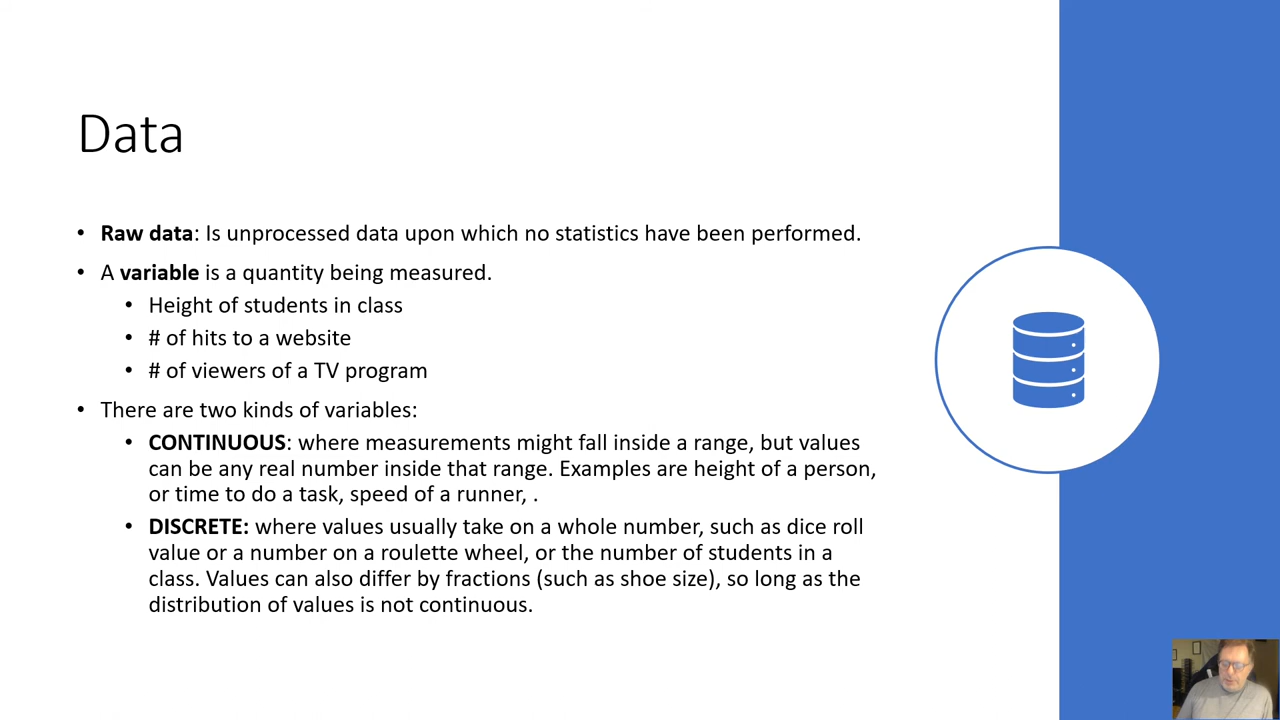 Data
• Raw data: Is unprocessed data upon which no statistics have been performed.
• A variable is a quantity being measured.
• Height of students in class
• # of hits to a website
• # of viewers of a TV program
• There are two kinds of variables:
• CONTINUOUS: where measurements might fall inside a range, but values
can be any real number inside that range. Examples are height of a person,
or time to do a task, speed of a runner, .
• DISCRETE: where values usually take on a whole number, such as dice roll
value or a number on a roulette wheel, or the number of students in a
class. Values can also differ by fractions (such as shoe size), so long as the
distribution of values is not continuous.